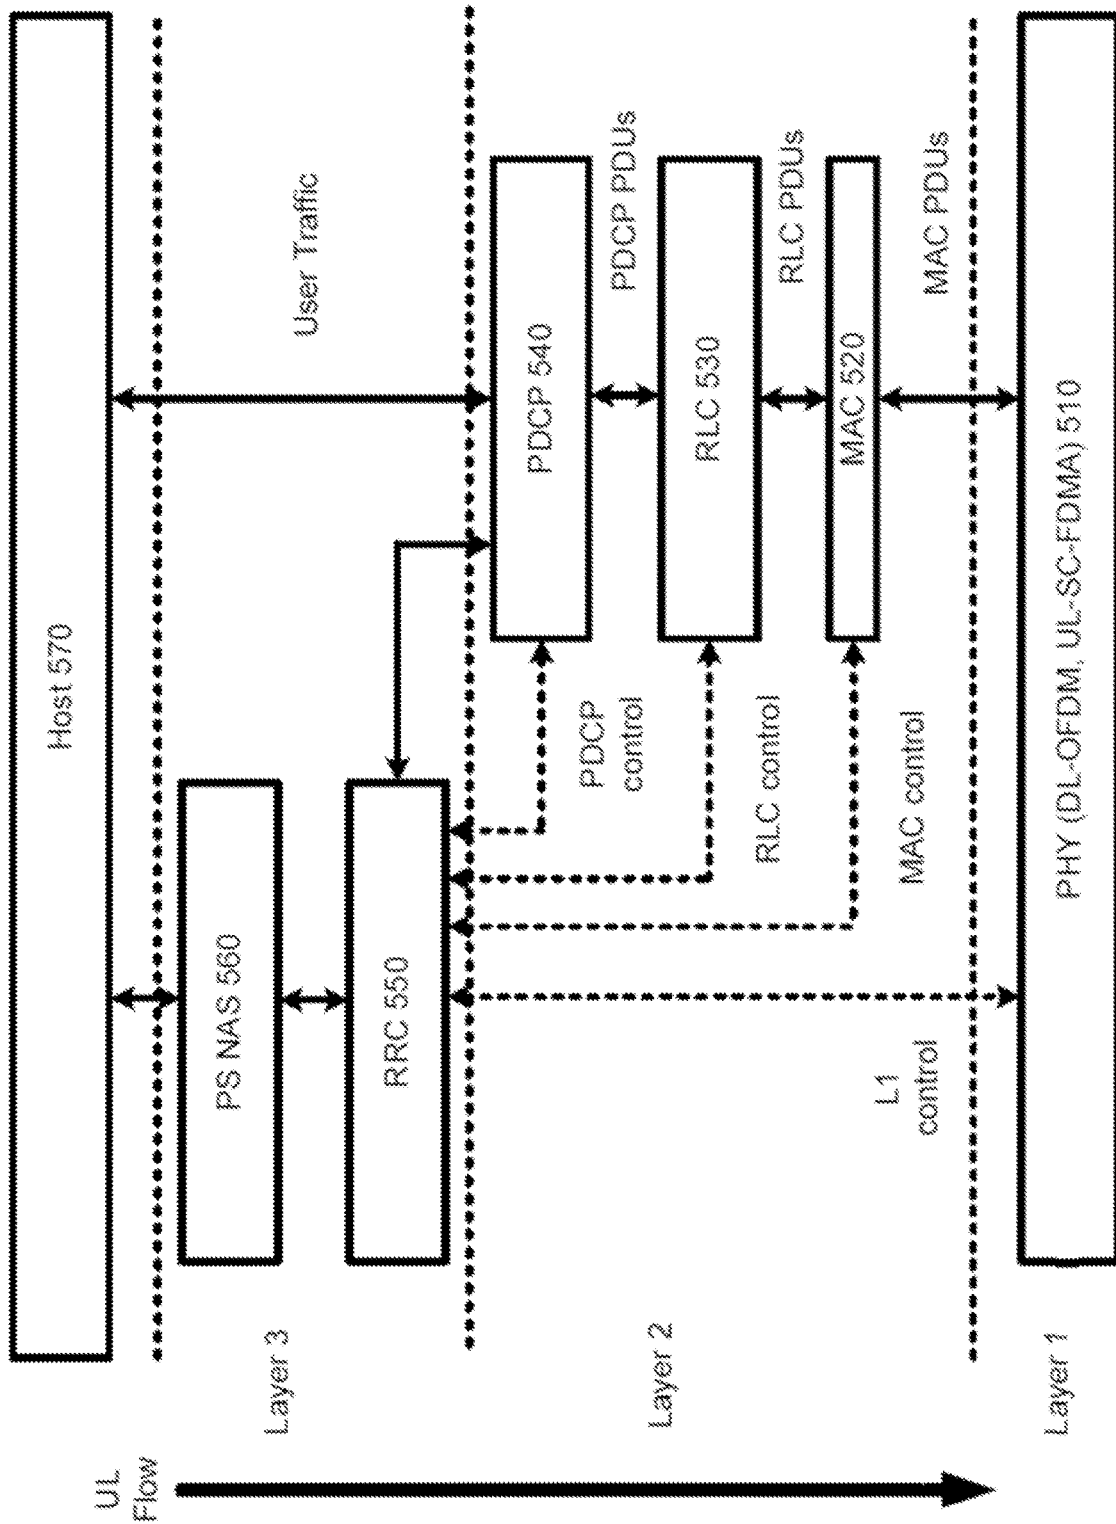 Host 570
UL
Flow
Layer 3
PS NAS 560
User Traffic
RRC 550
Layer 2
PDCP 540
PDCP
control
PDCP PDUs
RLC 530
RLC control
RLC PDUs
MAC 520
MAC control
MAC PDUs
L1
control
Layer 1
PHY (DL-OFDM, UL-SC-FDMA) 510